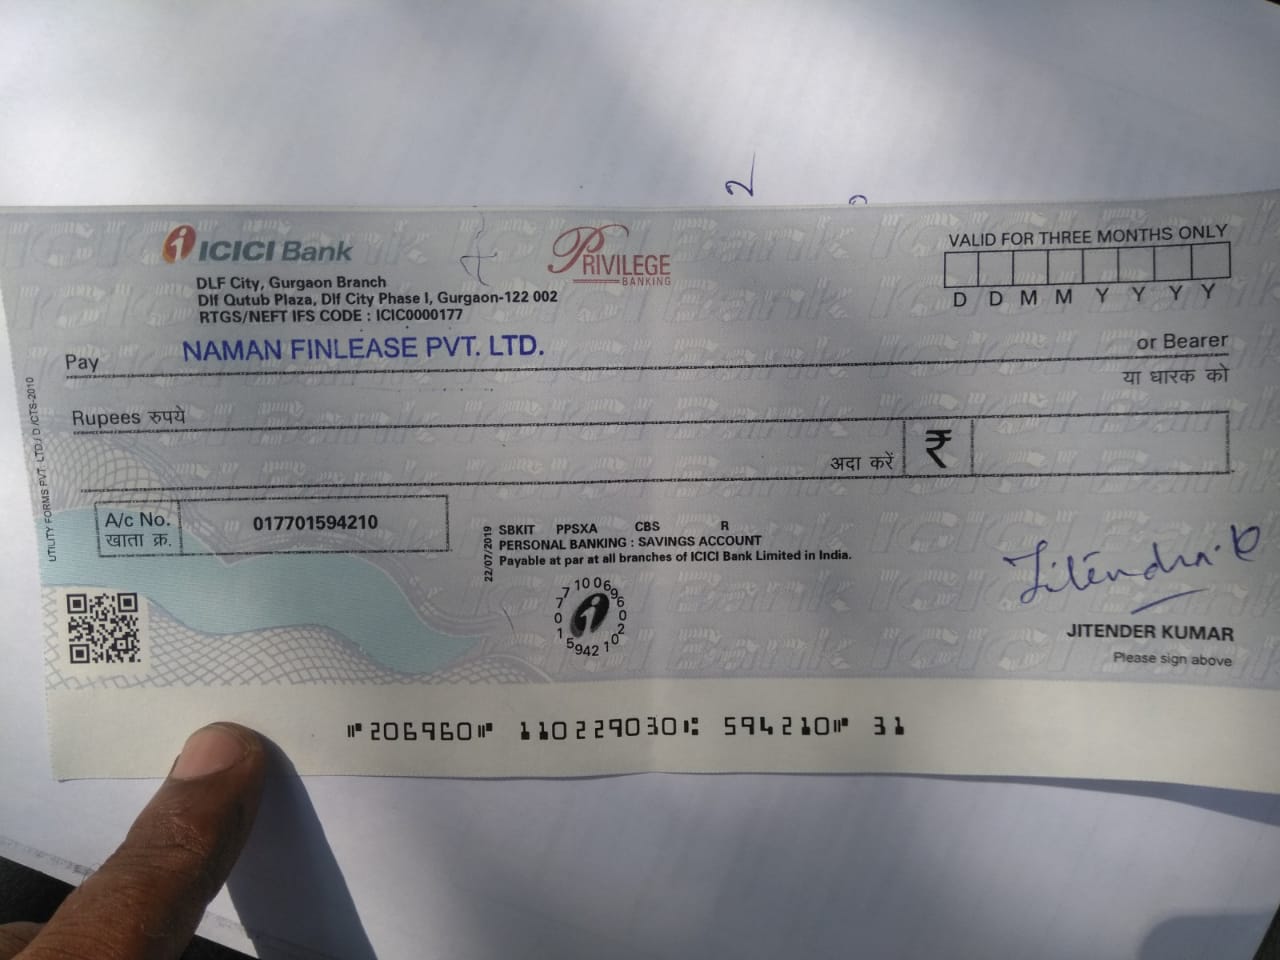 ICICI Bank
PRIVILEGE
BANKING
VALID FOR THREE MONTHS ONLY
D D M M Y Y Y Y
DLF City, Gurgaon Branch
Dlf Qutub Plaza, Dlf City Phase I, Gurgaon-122 002
RTGS/NEFT IFS CODE : ICIC0000177
Pay NAMAN FINLEASE PVT. LTD. or Bearer
या धारक को
Rupees रुपये
अदा करें ₹
A/c No. 017701594210
खाता क्र.
UTILITY FORMS PVT. LTD./ D /CTS-2010
22/07/2019
SBKIT PPSXA CBS R
PERSONAL BANKING : SAVINGS ACCOUNT
Payable at par at all branches of ICICI Bank Limited in India.
Jitender K
JITENDER KUMAR
Please sign above
⑈206960⑈ 110229030⑆ 594210⑈ 31